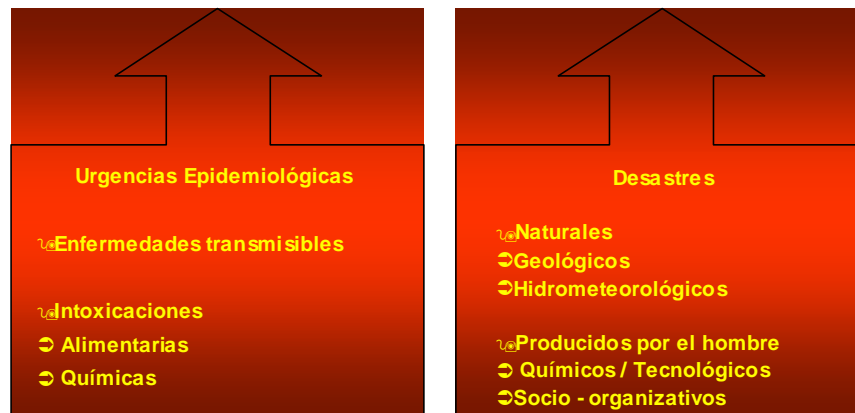 Urgencias Epidemiológicas
Enfermedades transmisibles
Intoxicaciones
➲ Alimentarias
➲ Químicas
Desastres
Naturales
➲Geológicos
➲Hidrometeorológicos
Producidos por el hombre
➲ Químicos / Tecnológicos
➲Socio - organizativos